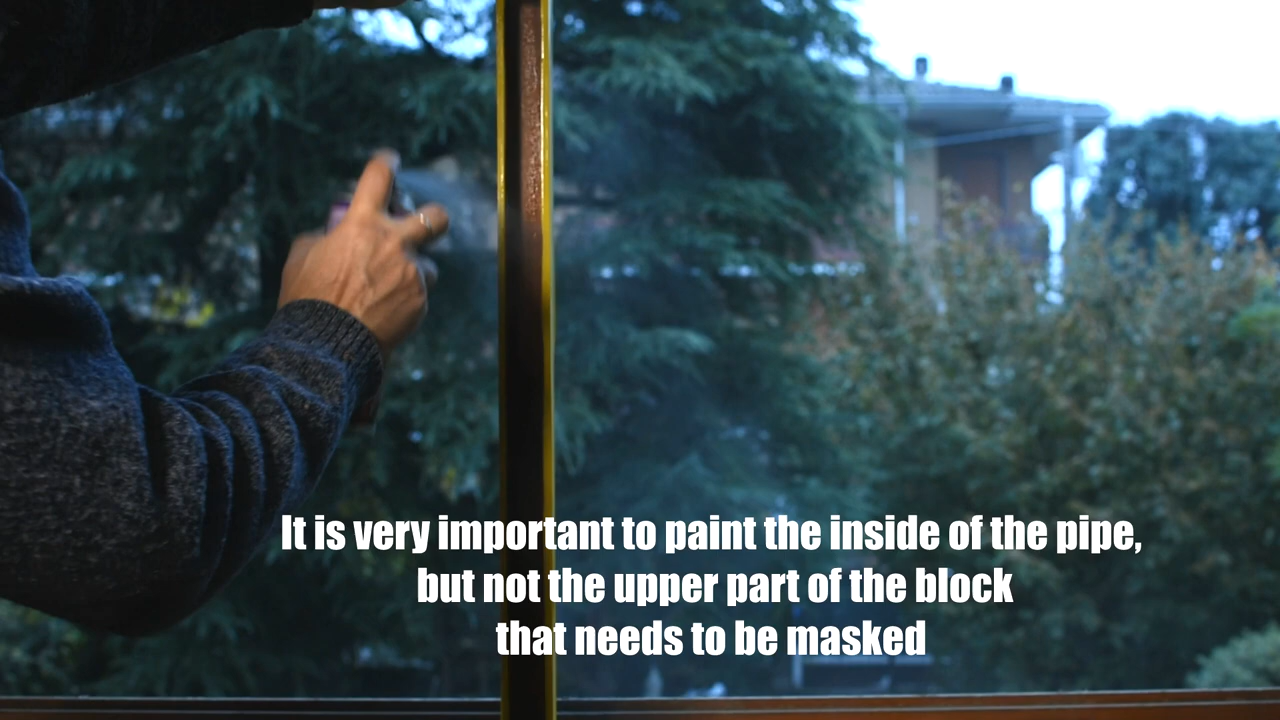 It is very important to paint the inside of the pipe,
but not the upper part of the block
that needs to be masked